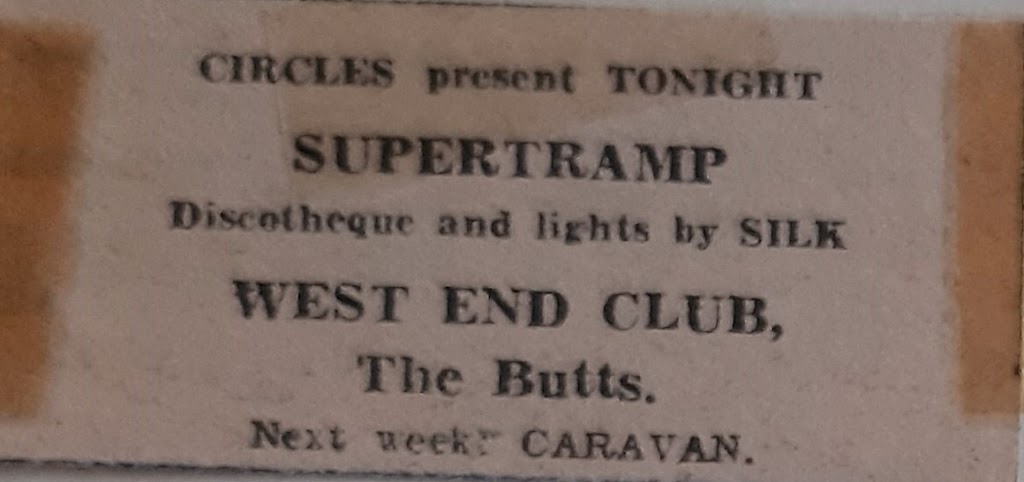 CIRCLES present TONIGHT
SUPERTRAMP
Discotheque and lights by SILK
WEST END CLUB,
The Butts.
Next week: CARAVAN.